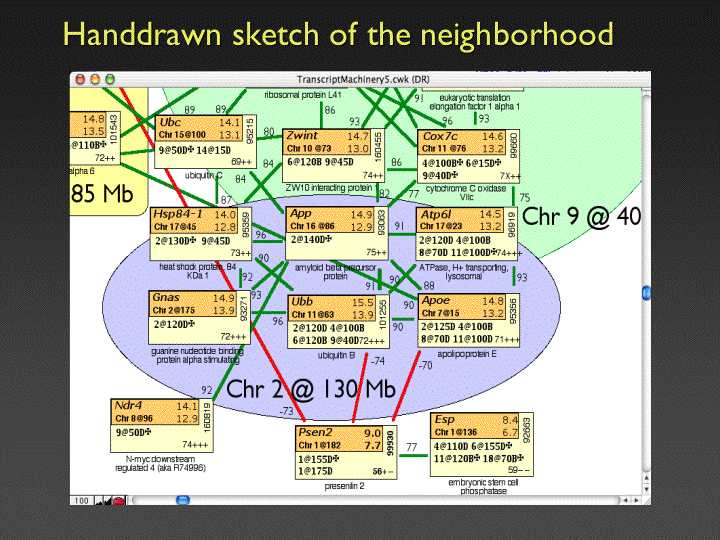 Handdrawn sketch of the neighborhood
TranscriptMachinery5.cwk (DR)
ribosomal protein L41
eukaryotic translation
elongation factor 1 alpha 1
91
89
89
86
93
96
93
14.8
13.5
101543
@110B✠
72++
alpha 6
85 Mb
Ubc 14.1
Chr 15@100 13.1
95215
9@50D✠ 14@15D
69++
ubiquitin C
80
84
84
87
Zwint 14.7
Chr 10 @73 13.0
160455
6@120B 9@45D
74++
ZW10 interacting protein 1
86
82
77
Cox7c 14.6
Chr 11 @76 13.2
99660
4@100B✠ 6@15D✠
9@40D✠ 7X++
cytochrome C oxidase
VIIc
75
Chr 9 @ 40
Hsp84-1 14.0
Chr 17@45 12.8
95359
2@130D✠ 9@45D
73++
heat shock protein, 84
KDa 1
96
90
92
93
App 14.9
Chr 16 @86 12.9
93063
2@140D✠
75++
amyloid beta precursor
protein
91
91
90
88
Atp6l 14.5
Chr 17@23 13.2
96919
2@120D 4@100B
8@70D 11@100D✠74+++
ATPase, H+ transporting,
lysosomal
93
Gnas 14.9
Chr 2@175 13.9
93271
2@120D✠
72+++
guanine nucleotide binding
protein alpha stimulating
96
Ubb 15.5
Chr 11@63 13.9
101255
2@120D 4@100B
6@120B 9@40D✠72+++
ubiquitin B
90
90
Apoe 14.8
Chr 7@15 13.2
95356
2@125D 4@100B
8@70D 11@100D 71+++
apolipoprotein E
-74
-70
92
Chr 2 @ 130 Mb
-73
Ndr4 14.1
Chr 8@96 12.9
160819
9@50D✠
74+++
N-myc downstream
regulated 4 (aka R74996)
Psen2 9.0
Chr 1@182 7.7
99930
1@155D✠
1@175D 56+-
presenilin 2
77
Esp 8.4
Chr 1@136 6.7
92663
4@110D 6@155D✠
11@120B✠ 18@70B✠
59--
embryonic stem cell
phosphatase
100